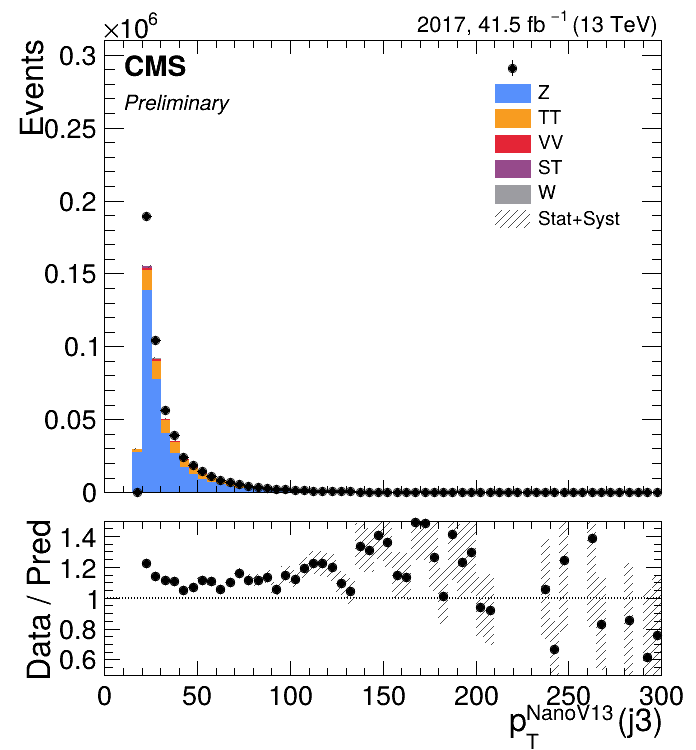 ×10^6
2017, 41.5 fb^-1 (13 TeV)
Events
CMS
Preliminary
Z
TT
VV
ST
W
Stat+Syst
0.3
0.25
0.2
0.15
0.1
0.05
0
Data / Pred
1.4
1.2
1
0.8
0.6
0 50 100 150 200 250 300
p_T^NanoV13 (j3)